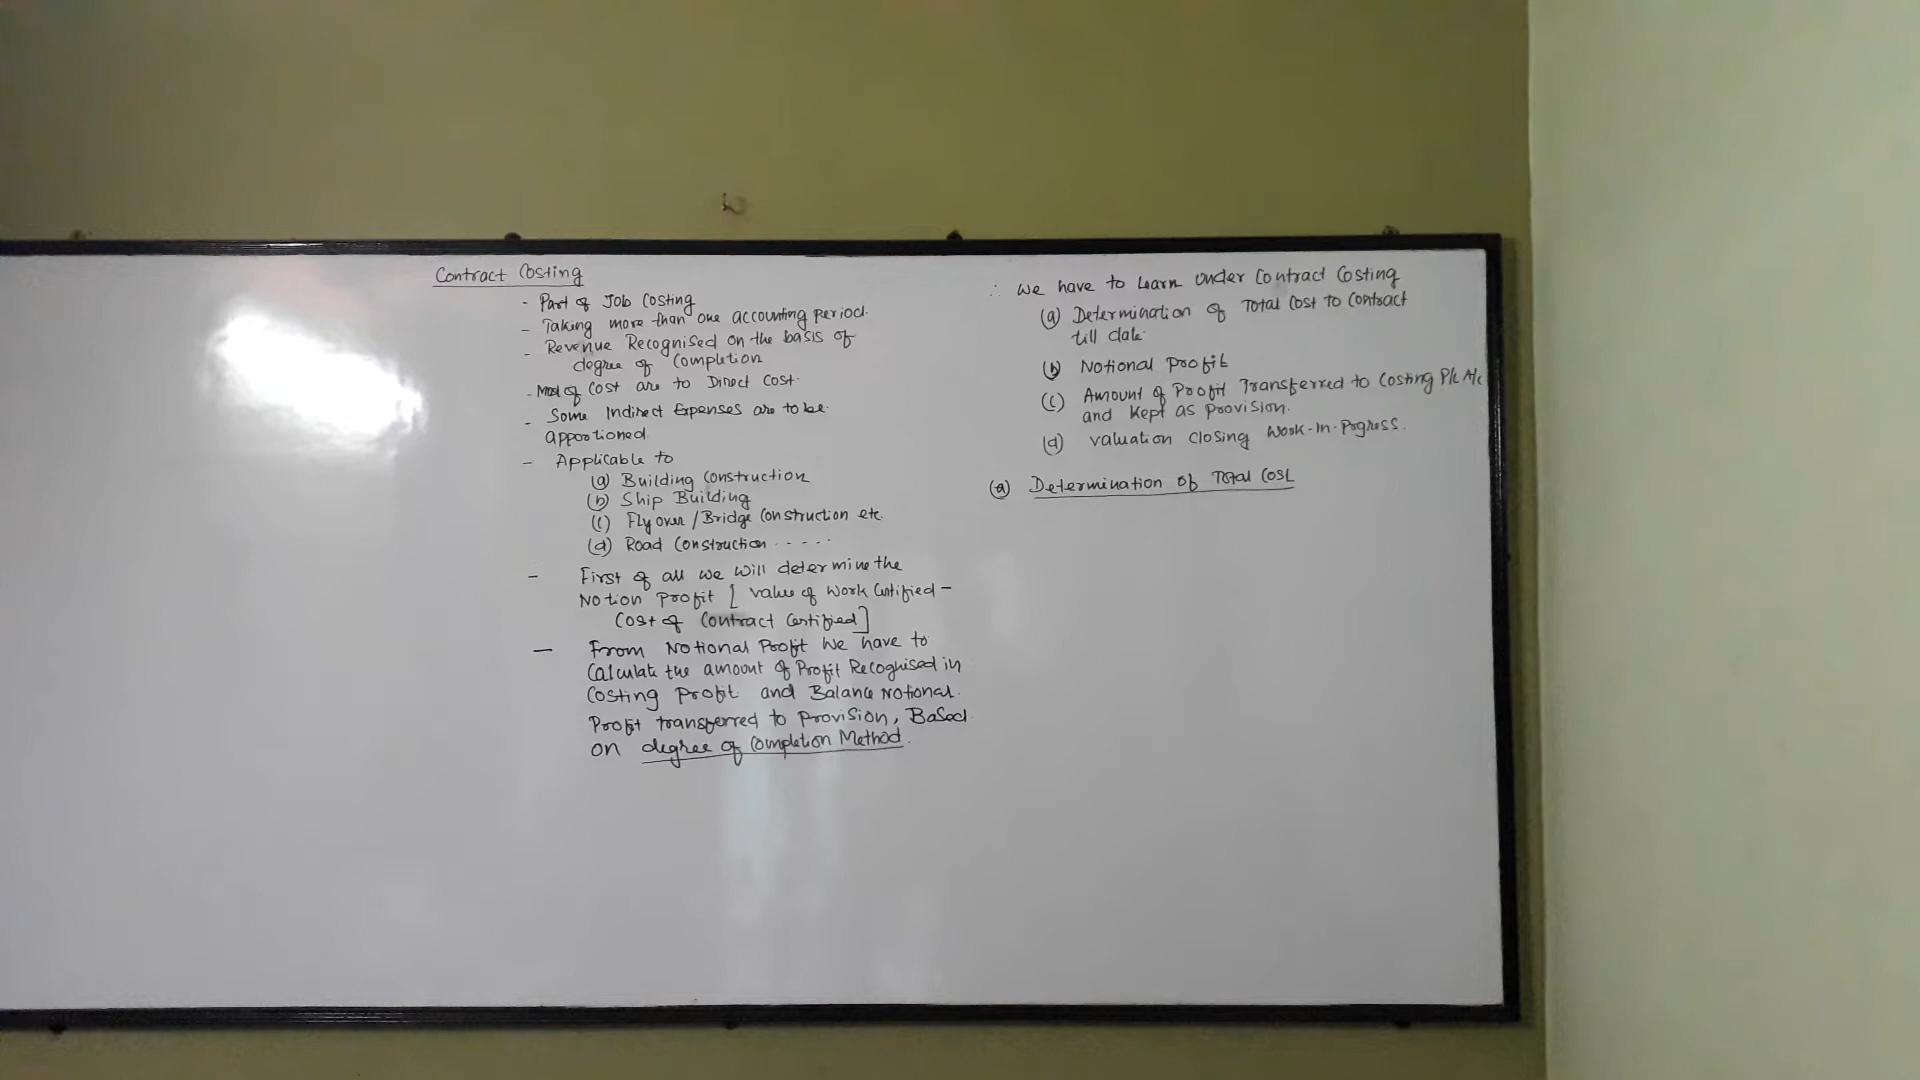 Contract Costing
- Part of Job Costing
- Taking more than one accounting period.
- Revenue Recognised on the basis of
degree of Completion
- Most of Cost are to Direct Cost.
- Some Indirect Expenses are to be
apportioned.
- Applicable to
(a) Building Construction
(b) Ship Building
(c) Flyover / Bridge Construction etc.
(d) Road Construction .....
- First of all we will determine the
Notion Profit [ Value of Work Certified -
Cost of Contract Certified]
- From Notional Profit We have to
Calculate the amount of Profit Recognised in
Costing Profit and Balance Notional.
Profit transferred to Provision, Based
on degree of Completion Method.
∴ We have to Learn Under Contract Costing
(a) Determination of Total Cost to Contract
till date.
(b) Notional Profit
(c) Amount of Profit Transferred to Costing P/L A/c
and Kept as Provision.
(d) Valuation Closing Work-In-Pogress.
(a) Determination of Total Cost